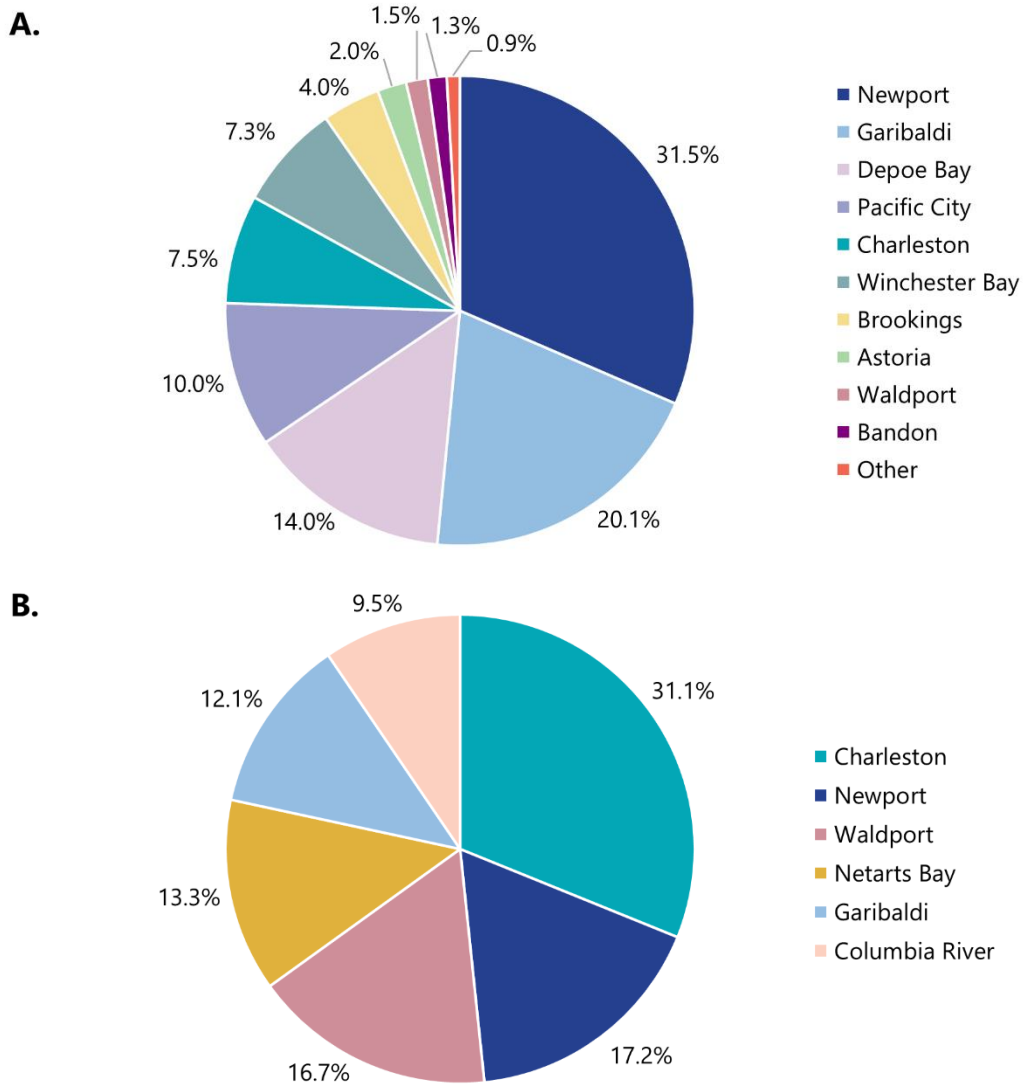 A.
1.5%
1.3%
0.9%
2.0%
4.0%
7.3%
31.5%
7.5%
10.0%
14.0%
20.1%
Newport
Garibaldi
Depoe Bay
Pacific City
Charleston
Winchester Bay
Brookings
Astoria
Waldport
Bandon
Other
B.
9.5%
12.1%
31.1%
13.3%
16.7%
17.2%
Charleston
Newport
Waldport
Netarts Bay
Garibaldi
Columbia River